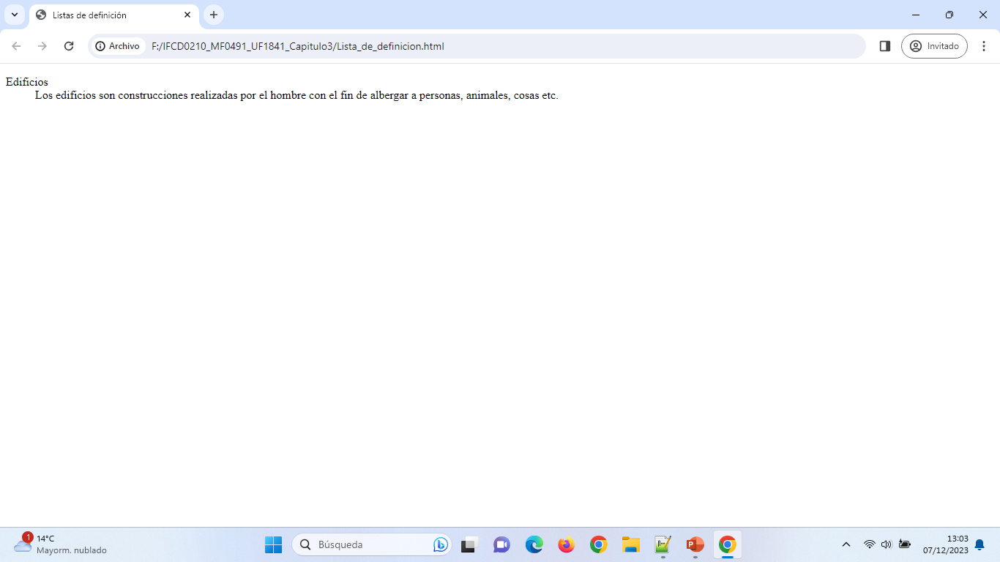 Listas de definición
Archivo
F:/IFCD0210_MF0491_UF1841_Capitulo3/Lista_de_definicion.html
Invitado
Edificios
Los edificios son construcciones realizadas por el hombre con el fín de albergar a personas, animales, cosas etc.
1
14°C
Mayorm. nublado
Búsqueda
13:03
07/12/2023